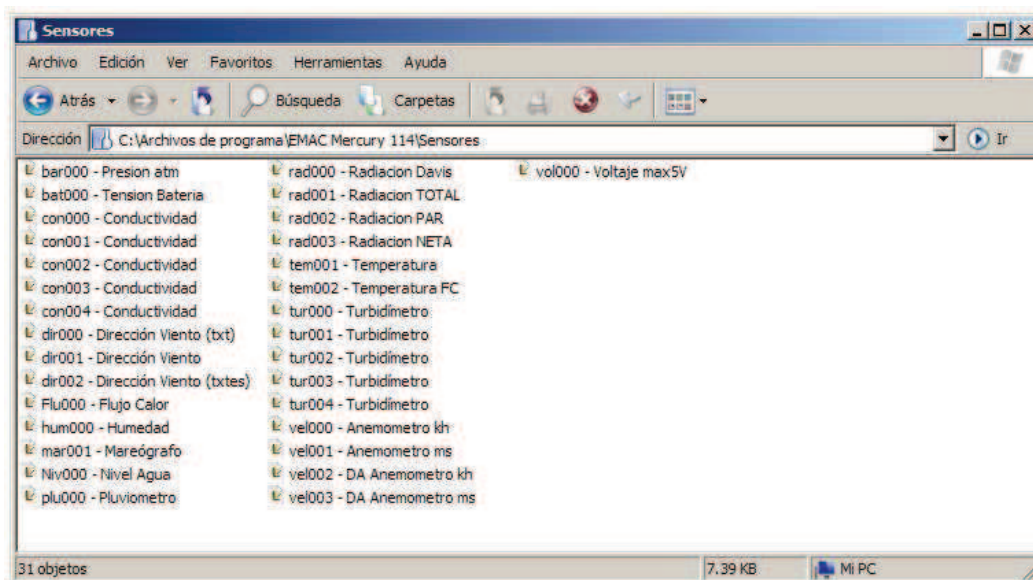 Sensores
Archivo Edición Ver Favoritos Herramientas Ayuda
Atrás Búsqueda Carpetas
Dirección C:\Archivos de programa\EMAC Mercury 114\Sensores Ir
bar000 - Presion atm
bat000 - Tension Bateria
con000 - Conductividad
con001 - Conductividad
con002 - Conductividad
con003 - Conductividad
con004 - Conductividad
dir000 - Dirección Viento (txt)
dir001 - Dirección Viento
dir002 - Dirección Viento (txtes)
Flu000 - Flujo Calor
hum000 - Humedad
mar001 - Mareógrafo
Niv000 - Nivel Agua
plu000 - Pluviometro
rad000 - Radiacion Davis
rad001 - Radiacion TOTAL
rad002 - Radiacion PAR
rad003 - Radiacion NETA
tem001 - Temperatura
tem002 - Temperatura FC
tur000 - Turbidímetro
tur001 - Turbidímetro
tur002 - Turbidímetro
tur003 - Turbidímetro
tur004 - Turbidímetro
vel000 - Anemometro kh
vel001 - Anemometro ms
vel002 - DA Anemometro kh
vel003 - DA Anemometro ms
vol000 - Voltaje max5V
31 objetos 7.39 KB Mi PC